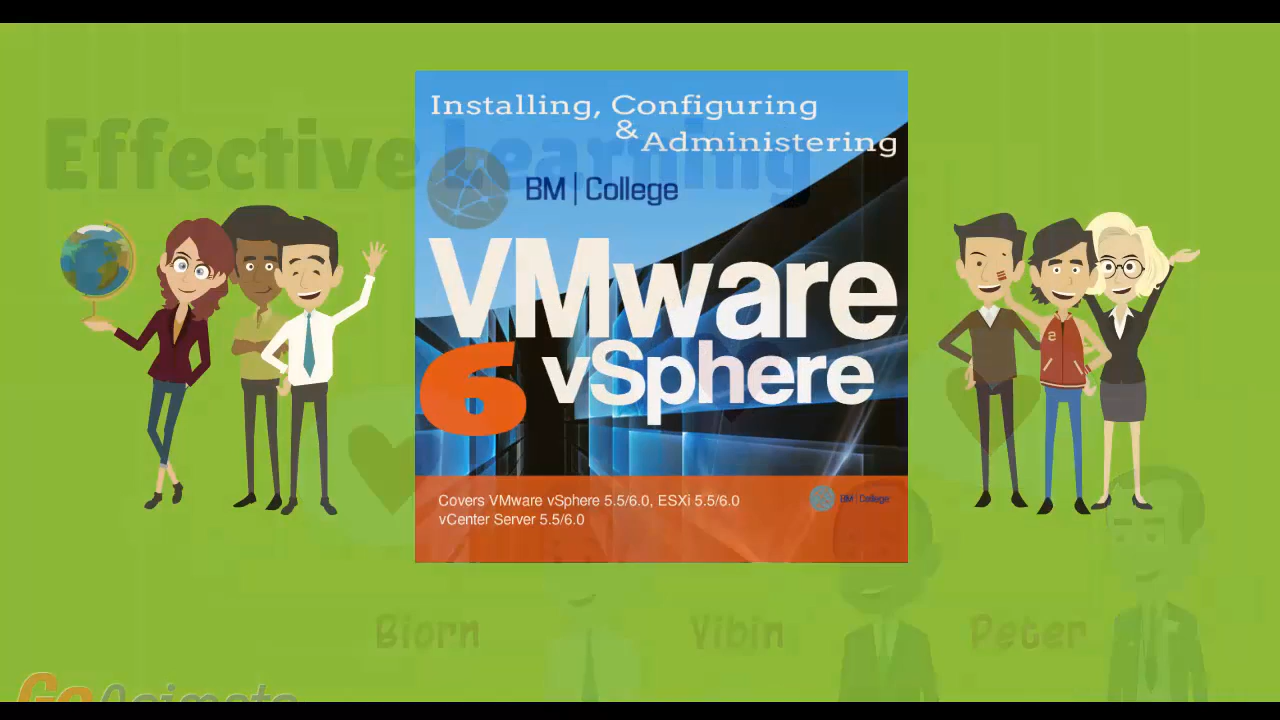 Effective Learning
Installing, Configuring
&
Administering
BM | College
VMware
6 vSphere
Covers VMware vSphere 5.5/6.0, ESXi 5.5/6.0
vCenter Server 5.5/6.0
BM | College
a
Bjorn
Vibin
Peter
GoAnimate